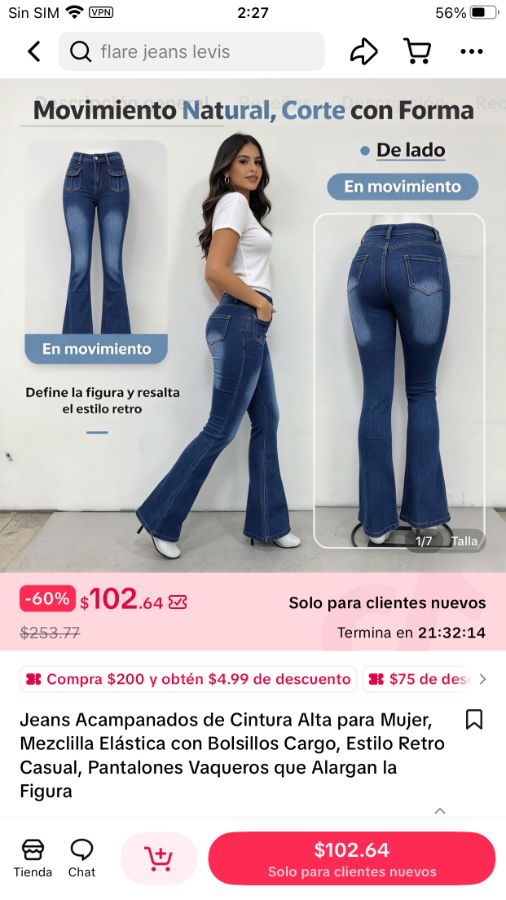 Sin SIM VPN 2:27 56%
flare jeans levis
Movimiento Natural, Corte con Forma
De lado
En movimiento
En movimiento
Define la figura y resalta
el estilo retro
1/7 Talla
-60% $102.64 Solo para clientes nuevos
$253.77 Termina en 21:32:14
Compra $200 y obtén $4.99 de descuento $75 de des
Jeans Acampanados de Cintura Alta para Mujer,
Mezclilla Elástica con Bolsillos Cargo, Estilo Retro
Casual, Pantalones Vaqueros que Alargan la
Figura
$102.64
Tienda Chat Solo para clientes nuevos